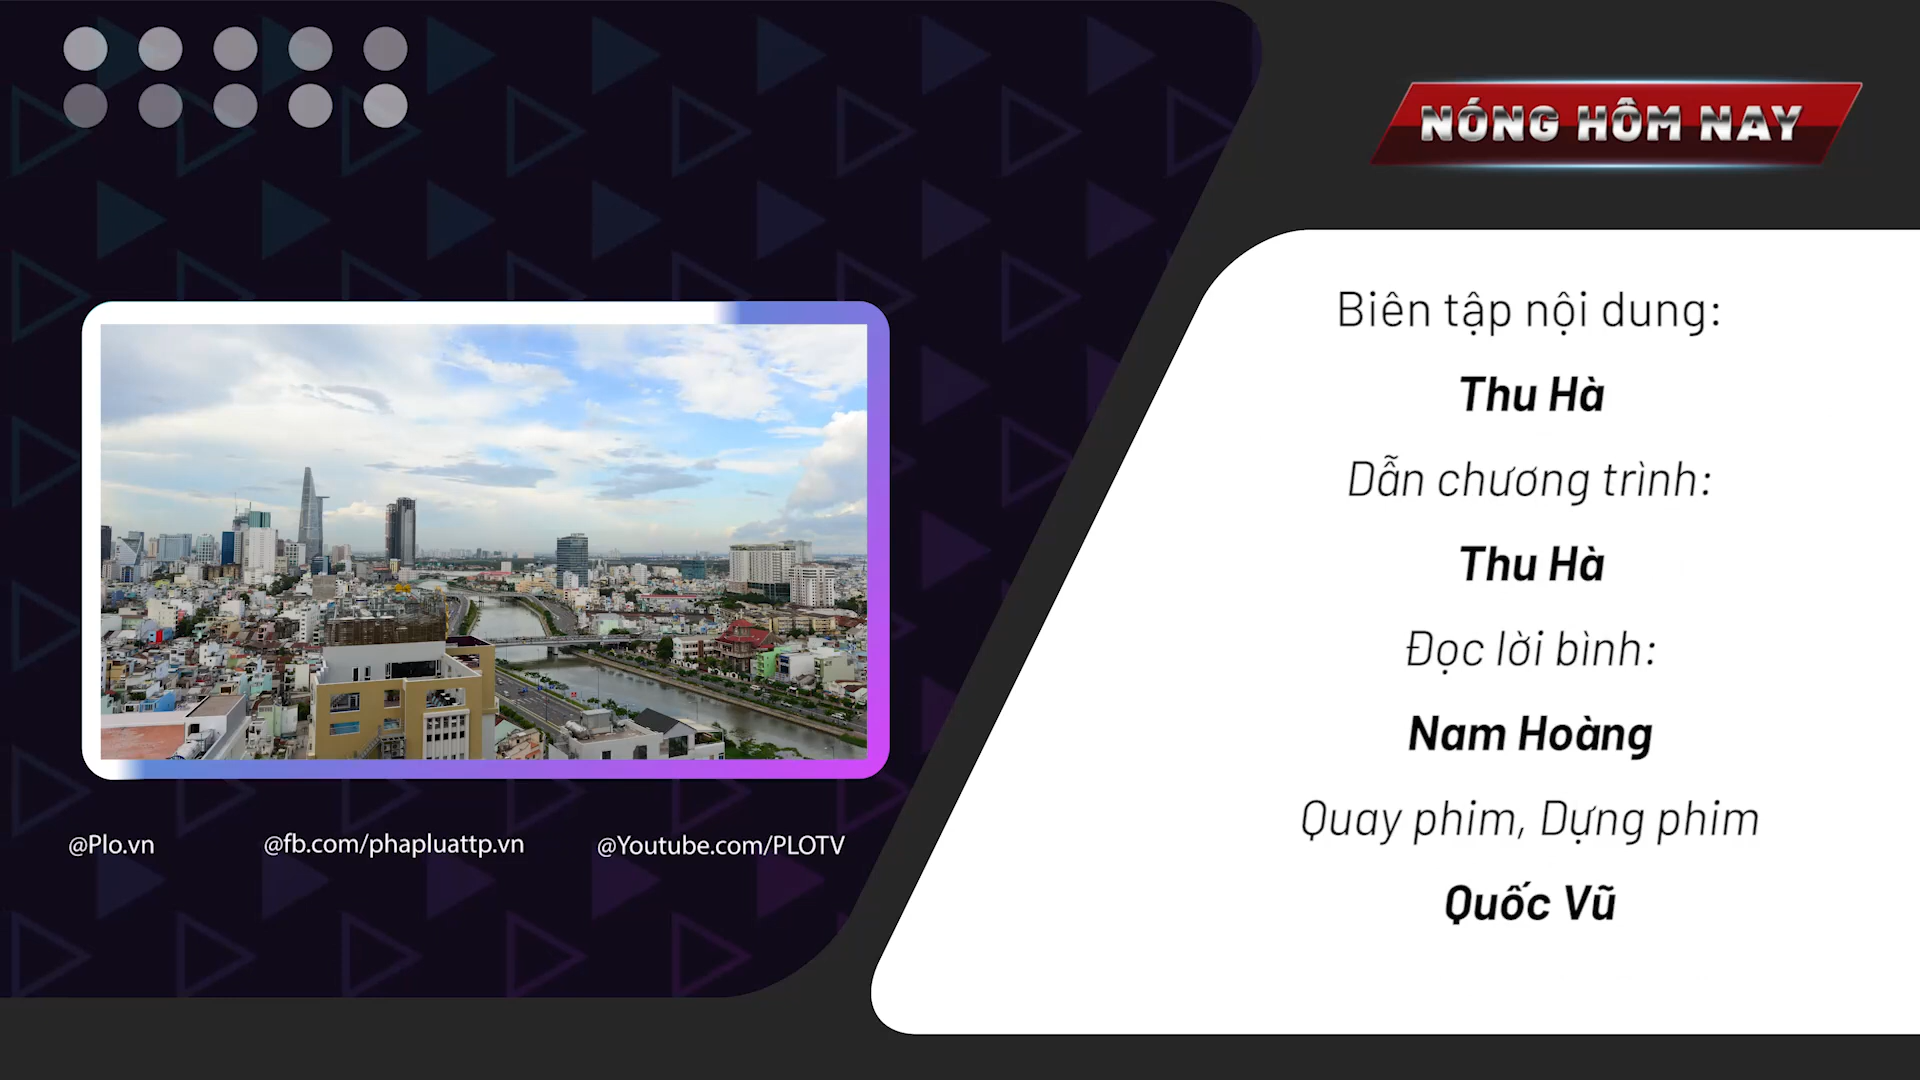 NÓNG HÔM NAY
Biên tập nội dung:
Thu Hà
Dẫn chương trình:
Thu Hà
Đọc lời bình:
Nam Hoàng
Quay phim, Dựng phim
Quốc Vũ
@Plo.vn
@fb.com/phapluattp.vn
@Youtube.com/PLOTV